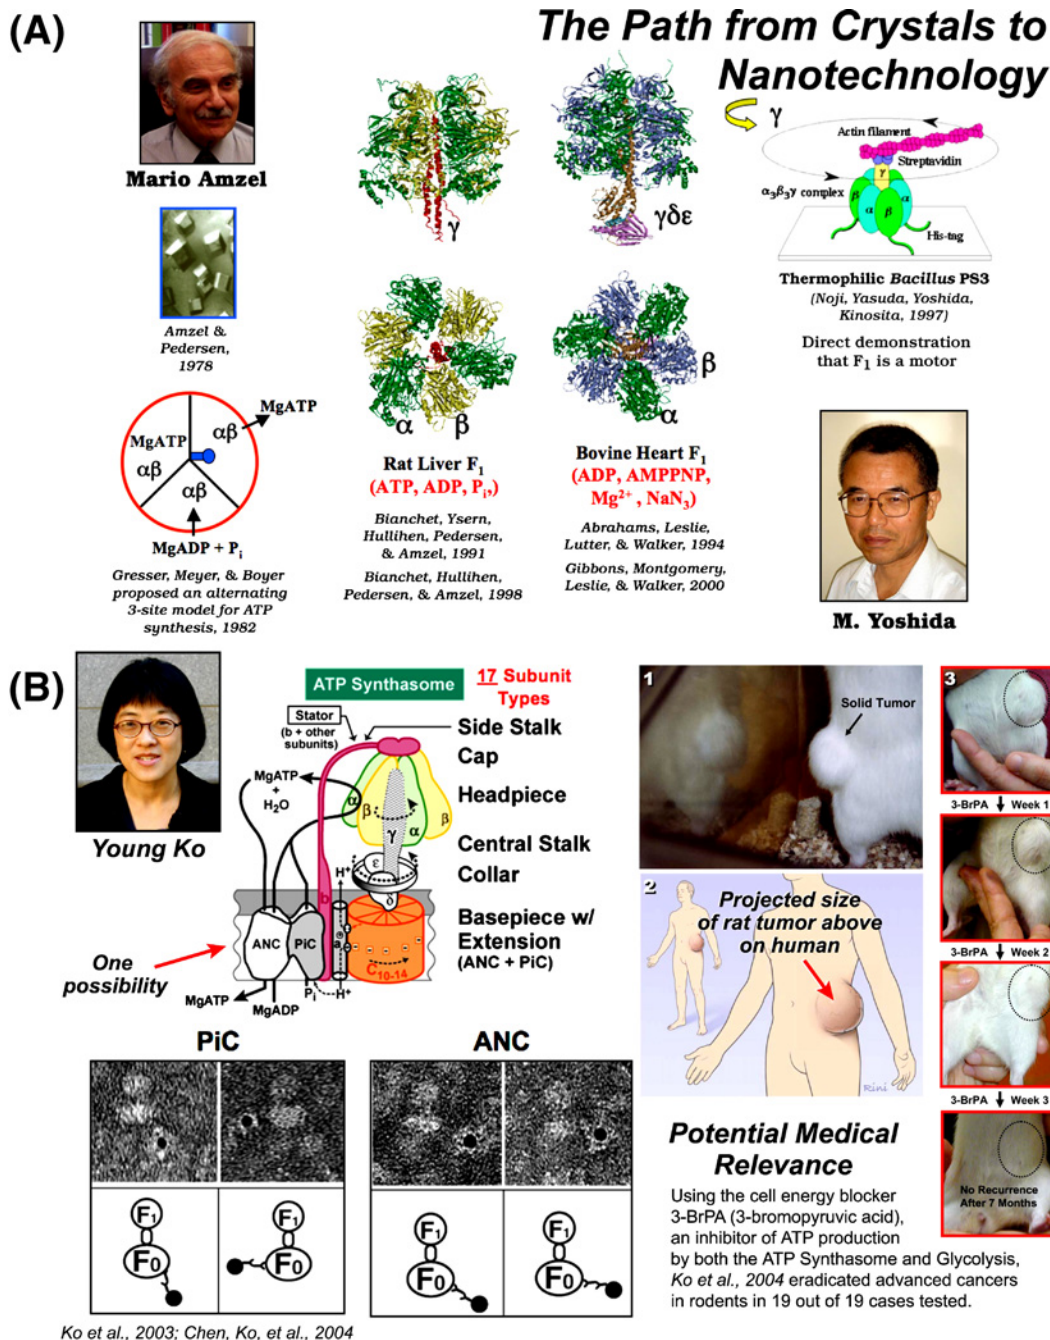 (A)
The Path from Crystals to
Nanotechnology
Mario Amzel
Amzel &
Pedersen,
1978
MgATP
MgATP
αβ
αβ
αβ
MgADP + Pi
Gresser, Meyer, & Boyer
proposed an alternating
3-site model for ATP
synthesis, 1982
γ
α
β
Rat Liver F1
(ATP, ADP, Pi,)
Bianchet, Ysern,
Hullihen, Pedersen,
& Amzel, 1991
Bianchet, Hullihen,
Pedersen, & Amzel, 1998
γδε
β
α
Bovine Heart F1
(ADP, AMPPNP,
Mg2+ , NaN3)
Abrahams, Leslie,
Lutter, & Walker, 1994
Gibbons, Montgomery,
Leslie, & Walker, 2000
γ
Actin filament
Streptavidin
γ
α3β3γ complex
β
α
β
α
His-tag
Thermophilic Bacillus PS3
(Noji, Yasuda, Yoshida,
Kinosita, 1997)
Direct demonstration
that F1 is a motor
M. Yoshida
(B)
Young Ko
ATP Synthasome
17 Subunit
Types
Stator
(b + other
subunits)
Side Stalk
Cap
Headpiece
Central Stalk
Collar
Basepiece w/
Extension
(ANC + PiC)
MgATP
+
H2O
α
β
γ
α
β
ε
δ
H+
b
a
ANC
PiC
C10-14
Pi
H+
MgATP
MgADP
One
possibility
PiC
ANC
F1
F0
F1
F0
F1
F0
F1
F0
Ko et al., 2003; Chen, Ko, et al., 2004
1
Solid Tumor
2
Projected size
of rat tumor above
on human
Rini
3
3-BrPA Week 1
3-BrPA Week 2
3-BrPA Week 3
No Recurrence
After 7 Months
Potential Medical
Relevance
Using the cell energy blocker
3-BrPA (3-bromopyruvic acid),
an inhibitor of ATP production
by both the ATP Synthasome and Glycolysis,
Ko et al., 2004 eradicated advanced cancers
in rodents in 19 out of 19 cases tested.